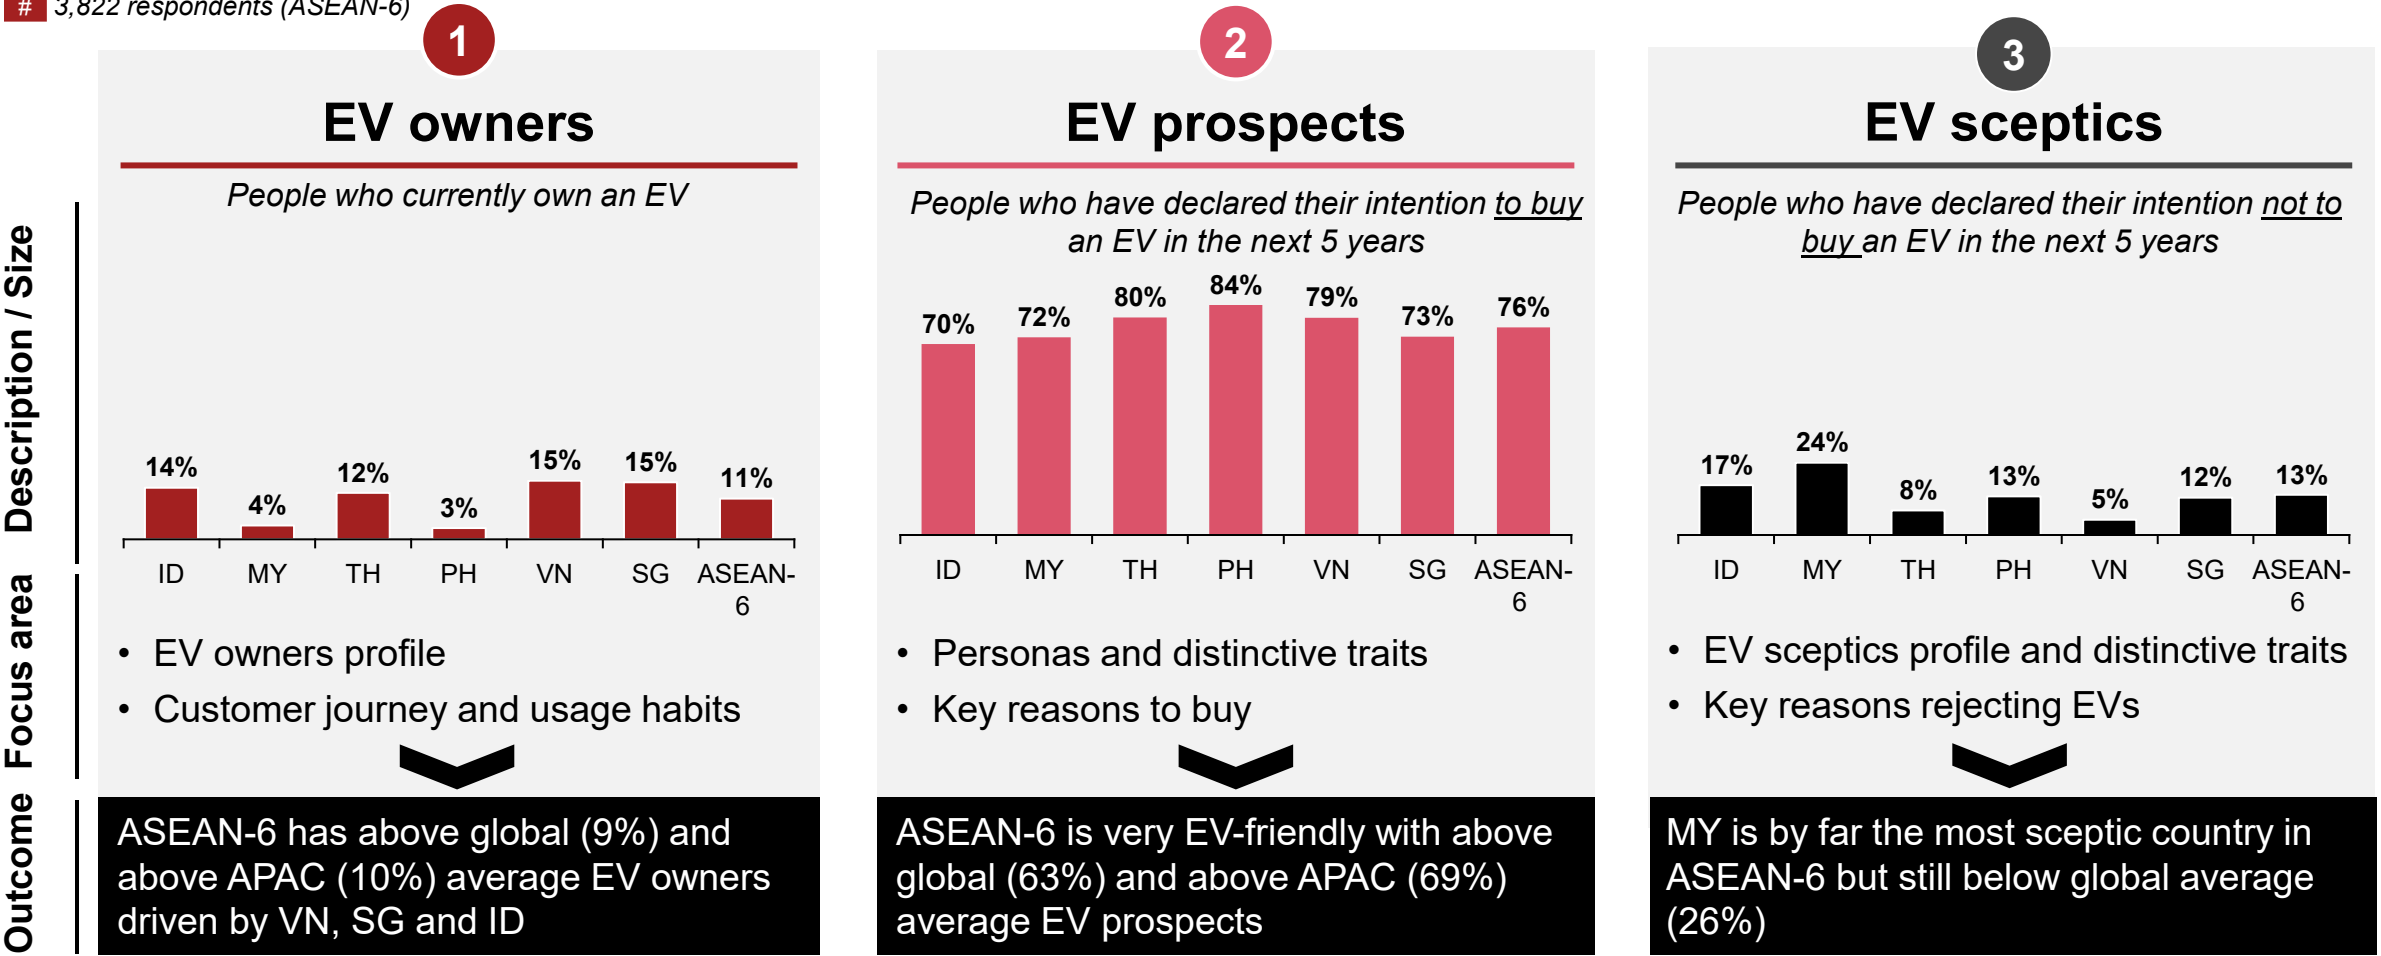 # 3,822 respondents (ASEAN-6)
1
EV owners
People who currently own an EV
14%
4%
12%
3%
15%
15%
11%
ID
MY
TH
PH
VN
SG
ASEAN-
6
• EV owners profile
• Customer journey and usage habits
ASEAN-6 has above global (9%) and
above APAC (10%) average EV owners
driven by VN, SG and ID
2
EV prospects
People who have declared their intention to buy
an EV in the next 5 years
70%
72%
80%
84%
79%
73%
76%
ID
MY
TH
PH
VN
SG
ASEAN-
6
• Personas and distinctive traits
• Key reasons to buy
ASEAN-6 is very EV-friendly with above
global (63%) and above APAC (69%)
average EV prospects
3
EV sceptics
People who have declared their intention not to
buy an EV in the next 5 years
17%
24%
8%
13%
5%
12%
13%
ID
MY
TH
PH
VN
SG
ASEAN-
6
• EV sceptics profile and distinctive traits
• Key reasons rejecting EVs
MY is by far the most sceptic country in
ASEAN-6 but still below global average
(26%)
Description / Size
Focus area
Outcome